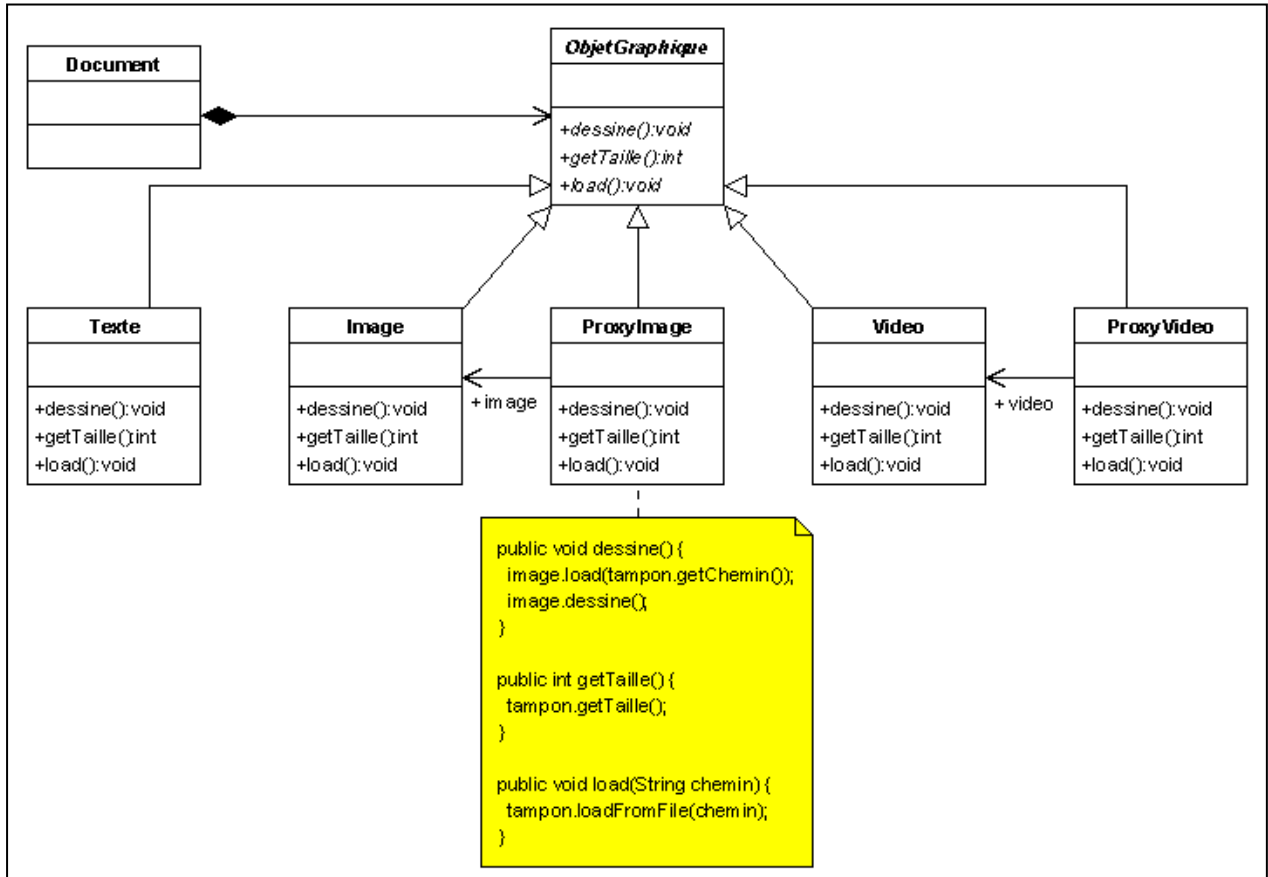 Document
ObjetGraphique
+dessine():void
+getTaille():int
+load():void
Texte
+dessine():void
+getTaille():int
+load():void
Image
+dessine():void
+getTaille():int
+load():void
+ image
ProxyImage
+dessine():void
+getTaille():int
+load():void
Video
+dessine():void
+getTaille():int
+load():void
+ video
ProxyVideo
+dessine():void
+getTaille():int
+load():void
public void dessine() {
image.load(tampon.getChemin());
image.dessine();
}
public int getTaille() {
tampon.getTaille();
}
public void load(String chemin) {
tampon.loadFromFile(chemin);
}